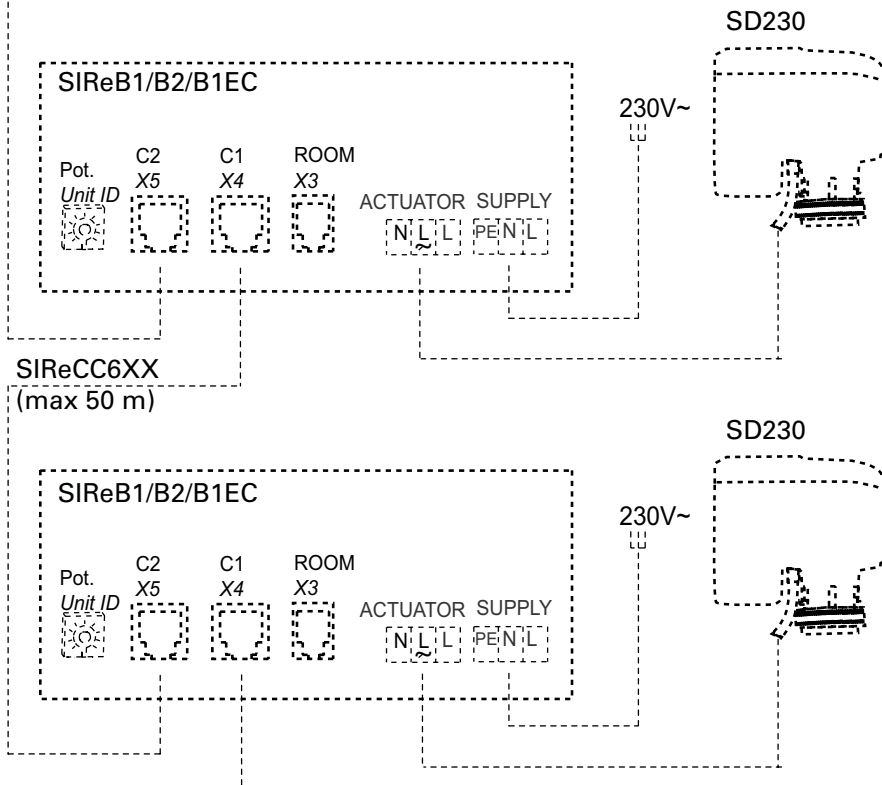 SD230
SIReB1/B2/B1EC
230V~
Pot.
Unit ID
C2
X5
C1
X4
ROOM
X3
ACTUATOR SUPPLY
N L L PE N L
~
SIReCC6XX
(max 50 m)
SD230
SIReB1/B2/B1EC
230V~
Pot.
Unit ID
C2
X5
C1
X4
ROOM
X3
ACTUATOR SUPPLY
N L L PE N L
~